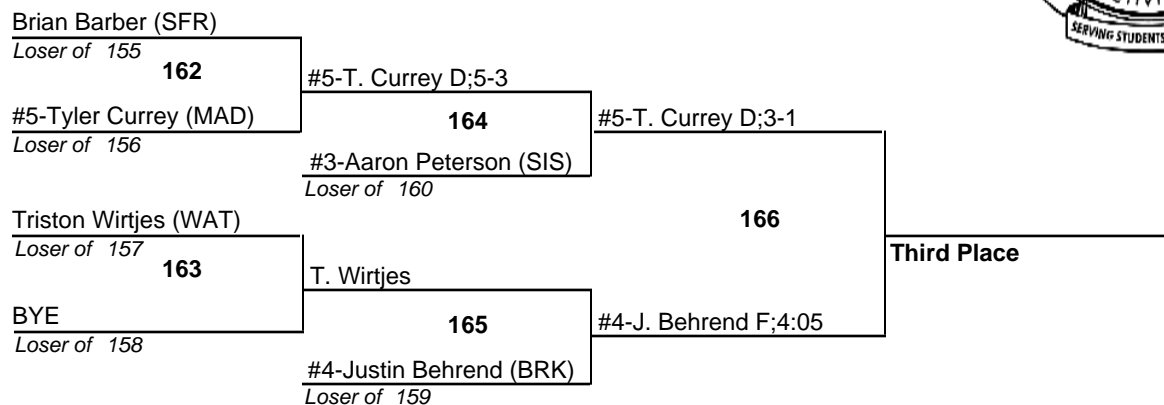 SERVING STUDENTS
Brian Barber (SFR)
Loser of 155
162
#5-T. Currey D;5-3
#5-Tyler Currey (MAD)
Loser of 156
164
#5-T. Currey D;3-1
#3-Aaron Peterson (SIS)
Loser of 160
Triston Wirtjes (WAT)
Loser of 157
163
166
Third Place
T. Wirtjes
BYE
Loser of 158
165
#4-J. Behrend F;4:05
#4-Justin Behrend (BRK)
Loser of 159